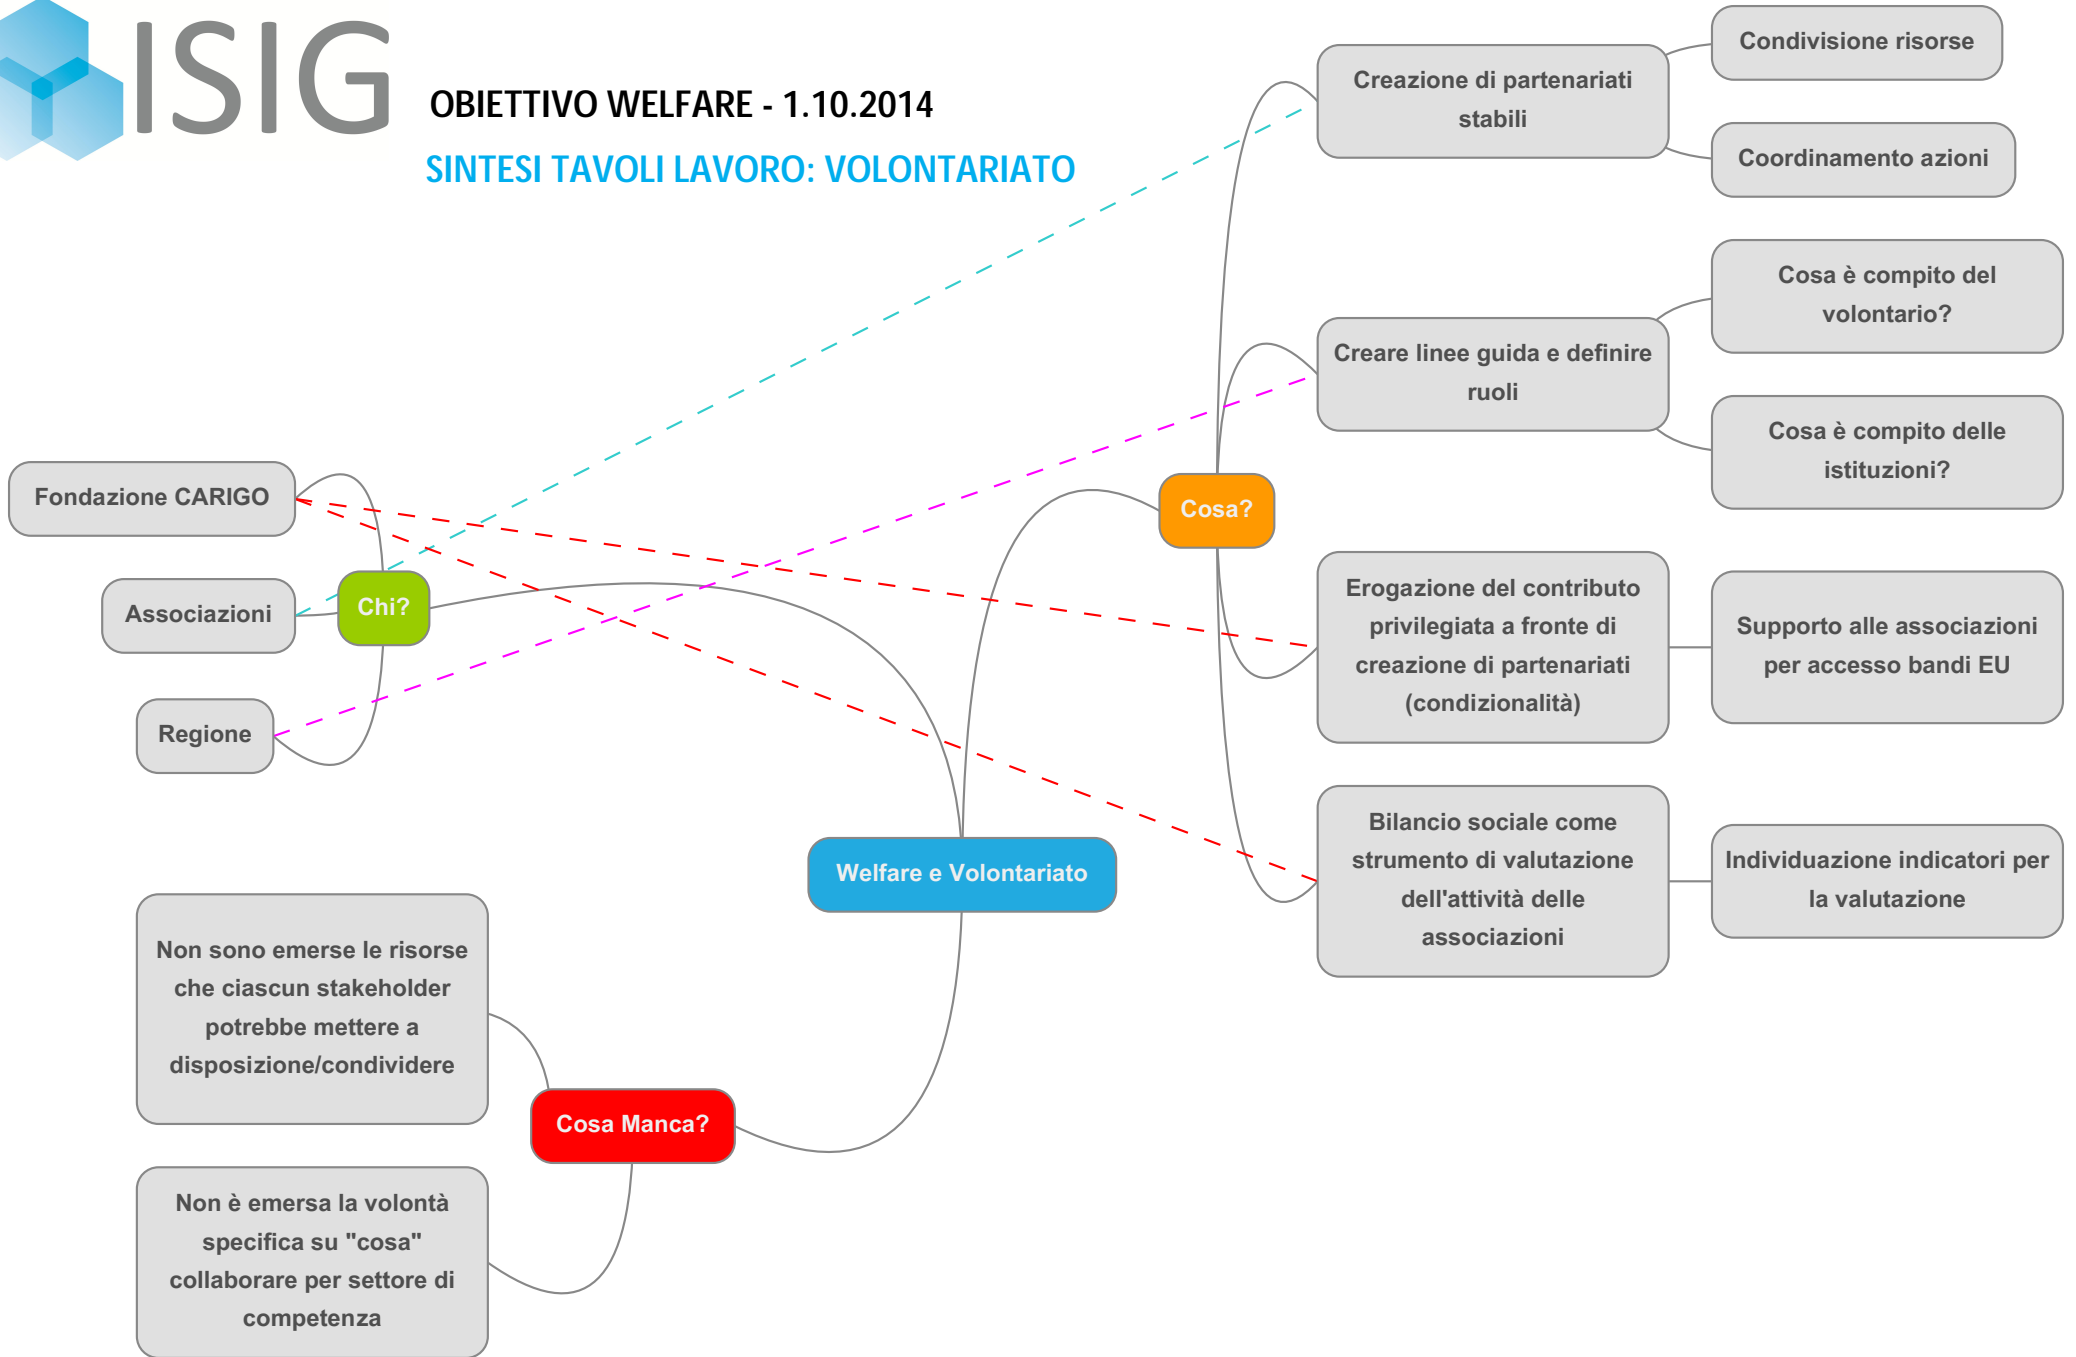 ISIG
OBIETTIVO WELFARE - 1.10.2014
SINTESI TAVOLI LAVORO: VOLONTARIATO
Welfare e Volontariato
Chi?
Fondazione CARIGO
Associazioni
Regione
Cosa?
Creazione di partenariati
stabili
Condivisione risorse
Coordinamento azioni
Creare linee guida e definire
ruoli
Cosa è compito del
volontario?
Cosa è compito delle
istituzioni?
Erogazione del contributo
privilegiata a fronte di
creazione di partenariati
(condizionalità)
Supporto alle associazioni
per accesso bandi EU
Bilancio sociale come
strumento di valutazione
dell'attività delle
associazioni
Individuazione indicatori per
la valutazione
Cosa Manca?
Non sono emerse le risorse
che ciascun stakeholder
potrebbe mettere a
disposizione/condividere
Non è emersa la volontà
specifica su "cosa"
collaborare per settore di
competenza